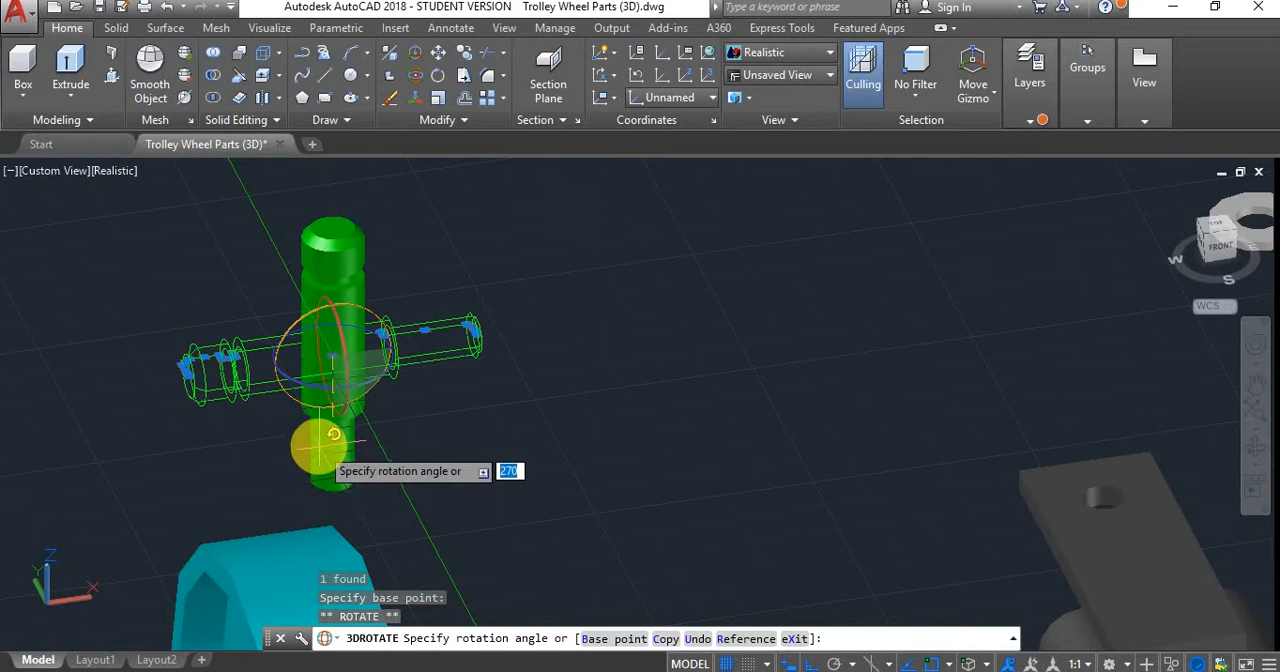 Autodesk AutoCAD 2018 - STUDENT VERSION Trolley Wheel Parts (3D).dwg Type a keyword or phrase Sign In
Home Solid Surface Mesh Visualize Parametric Insert Annotate View Manage Output Add-ins A360 Express Tools Featured Apps
Box Extrude Smooth Object Section Plane Realistic Unsaved View Unnamed Culling No Filter Move Gizmo Layers Groups View
Modeling Mesh Solid Editing Draw Modify Section Coordinates View Selection
Start Trolley Wheel Parts (3D)*
[−][Custom View][Realistic]
TOP
FRONT
W E
S
WCS
Specify rotation angle or 270
Z
Y X
1 found
Specify base point:
** ROTATE **
3DROTATE Specify rotation angle or [Base point Copy Undo Reference eXit]:
Model Layout1 Layout2 + MODEL 1:1